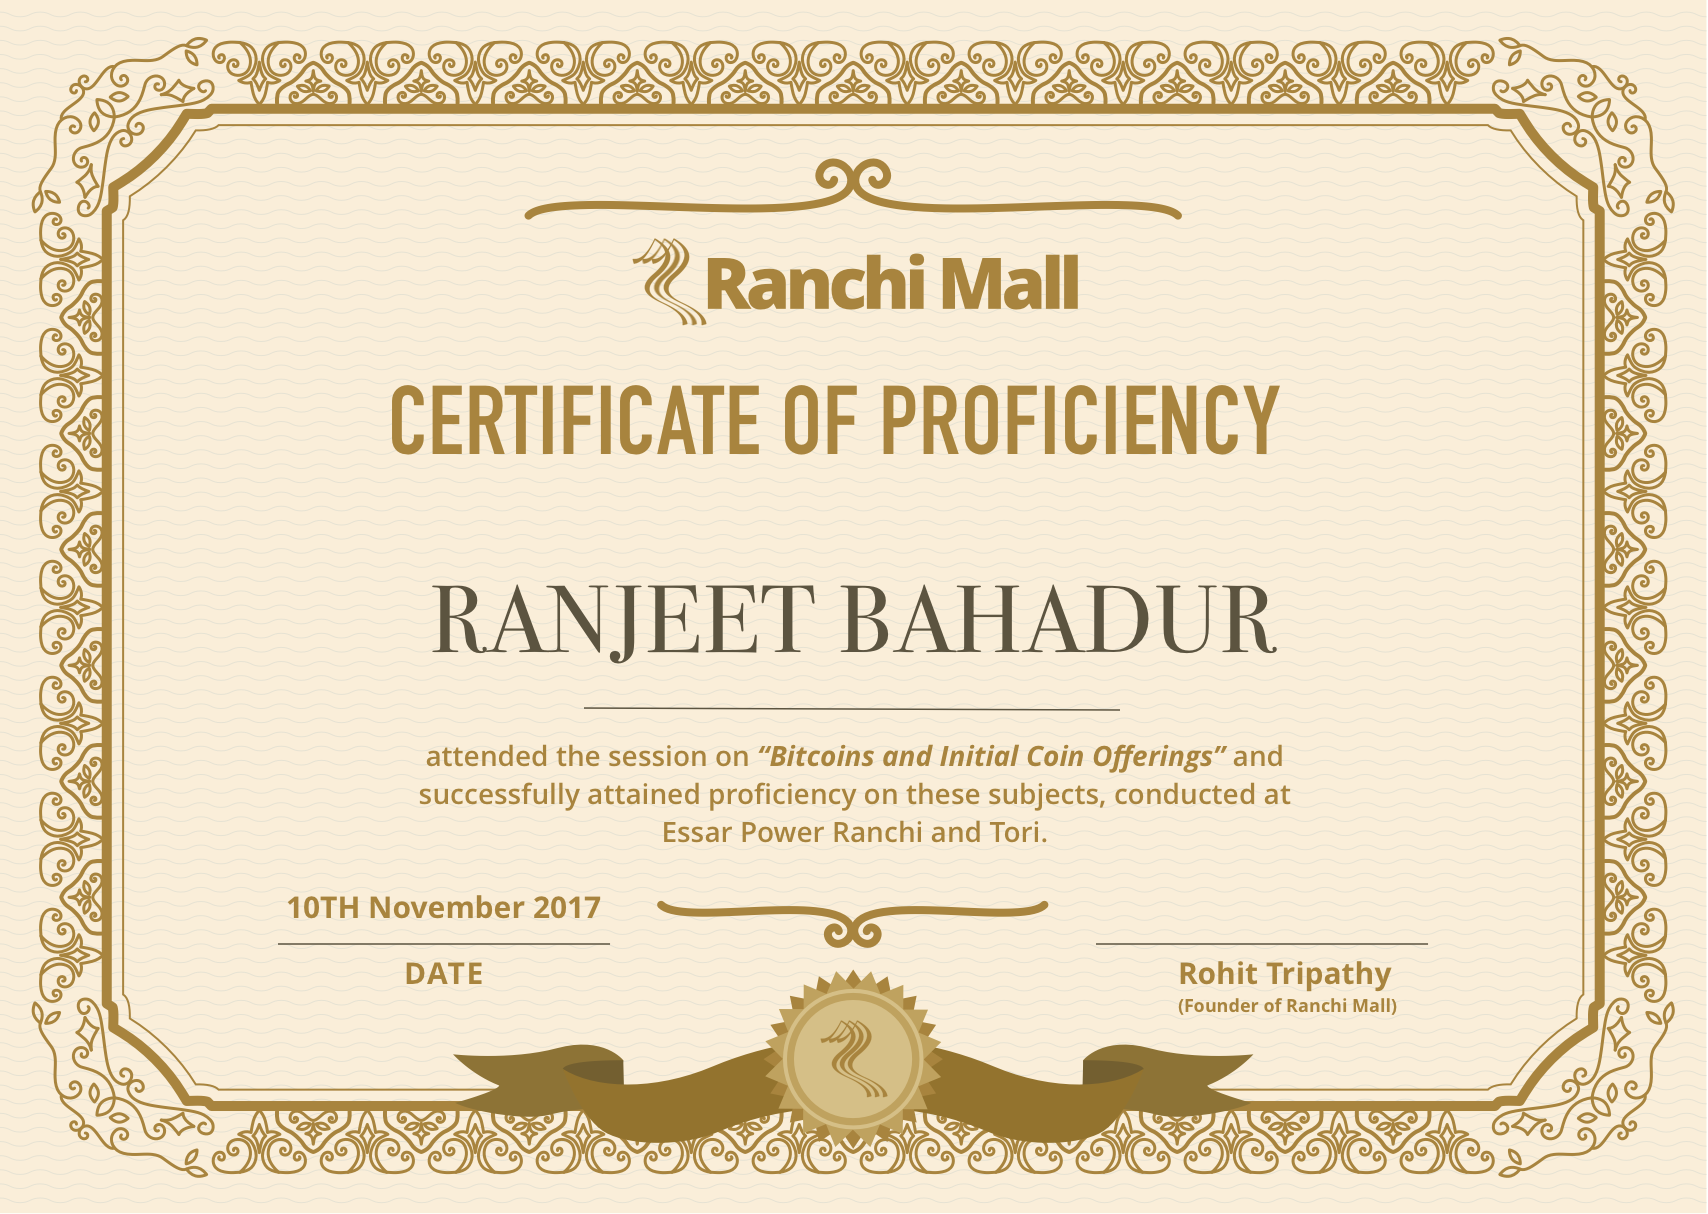 Ranchi Mall
CERTIFICATE OF PROFICIENCY
RANJEET BAHADUR
attended the session on “Bitcoins and Initial Coin Offerings” and
successfully attained proficiency on these subjects, conducted at
Essar Power Ranchi and Tori.
10TH November 2017
DATE
Rohit Tripathy
(Founder of Ranchi Mall)